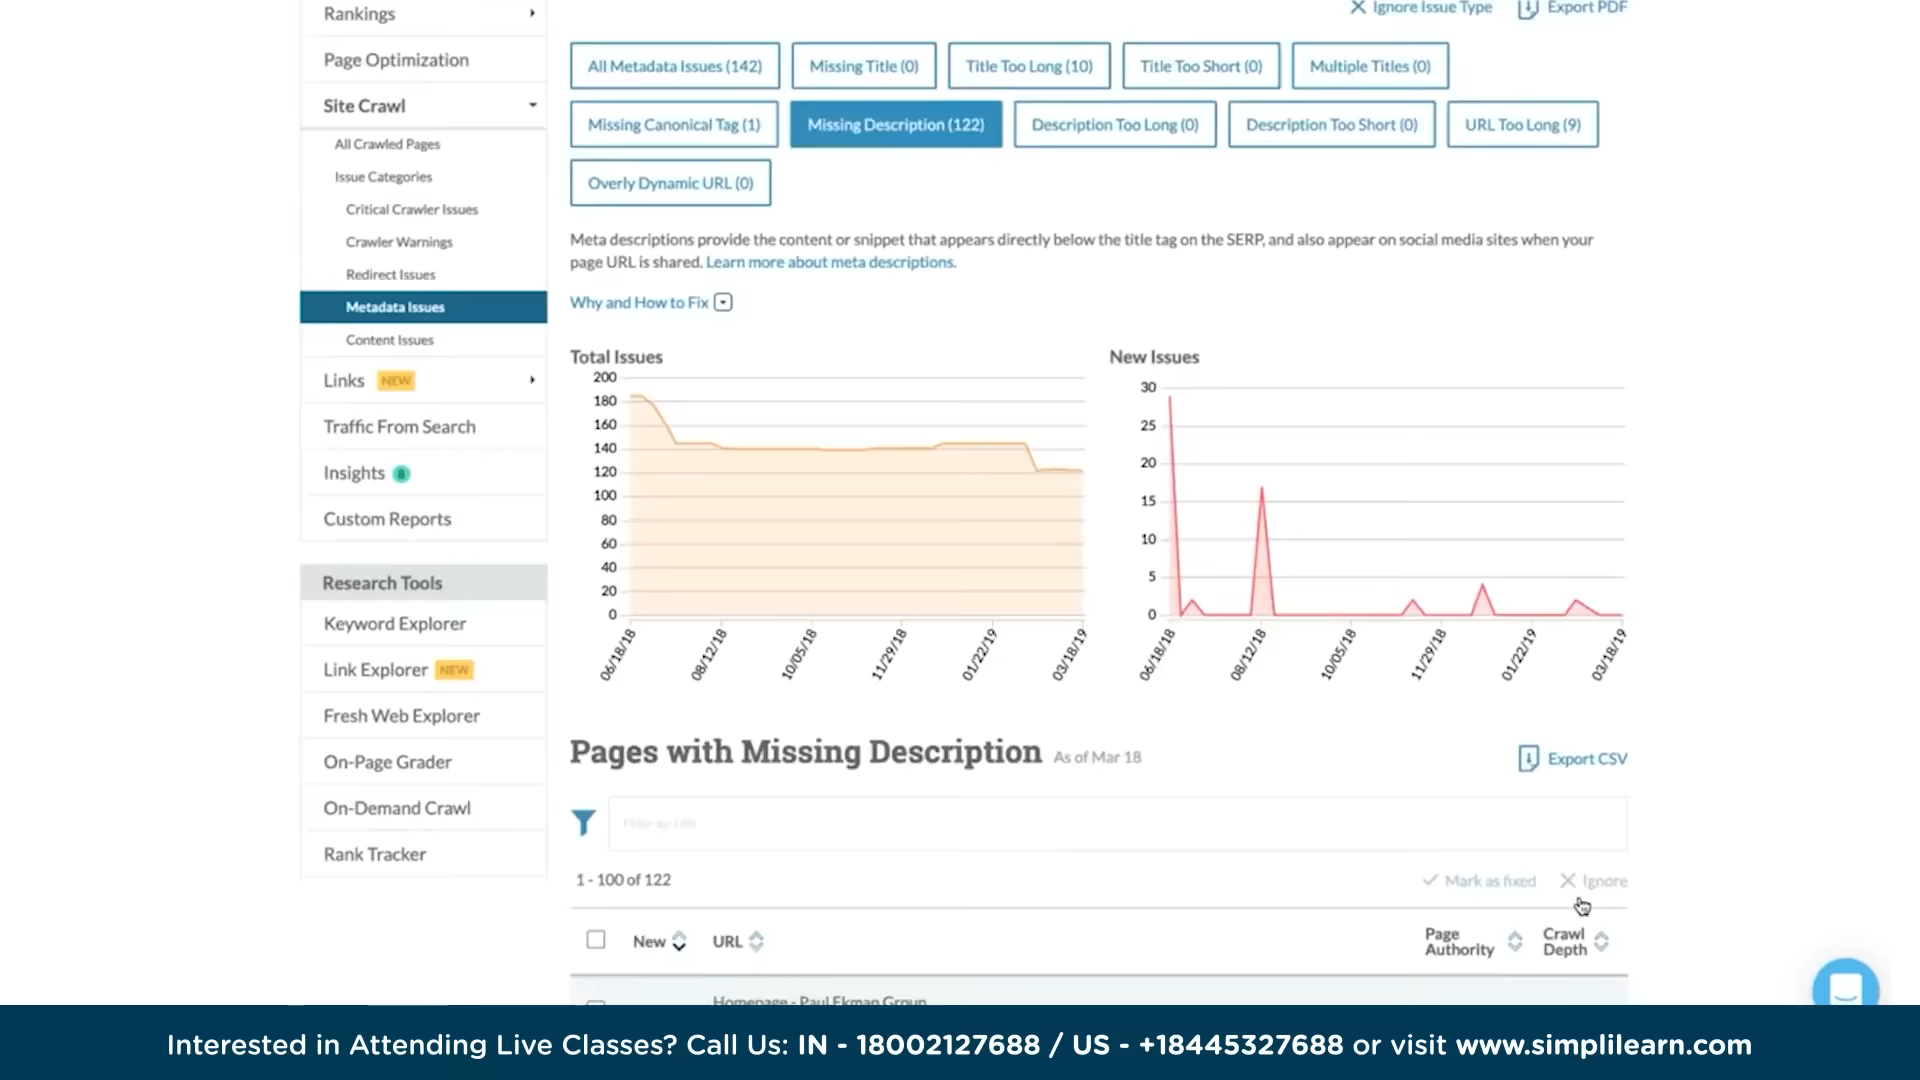 Rankings
Page Optimization
Site Crawl
All Crawled Pages
Issue Categories
Critical Crawler Issues
Crawler Warnings
Redirect Issues
Metadata Issues
Content Issues
Links NEW
Traffic From Search
Insights 8
Custom Reports
Research Tools
Keyword Explorer
Link Explorer NEW
Fresh Web Explorer
On-Page Grader
On-Demand Crawl
Rank Tracker
Ignore Issue Type Export PDF
All Metadata Issues (142) Missing Title (0) Title Too Long (10) Title Too Short (0) Multiple Titles (0)
Missing Canonical Tag (1) Missing Description (122) Description Too Long (0) Description Too Short (0) URL Too Long (9)
Overly Dynamic URL (0)
Meta descriptions provide the content or snippet that appears directly below the title tag on the SERP, and also appear on social media sites when your
page URL is shared. Learn more about meta descriptions.
Why and How to Fix
Total Issues
200
180
160
140
120
100
80
60
40
20
0
06/18/18 08/12/18 10/05/18 11/29/18 01/22/19 03/18/19
New Issues
30
25
20
15
10
5
0
06/18/18 08/12/18 10/05/18 11/29/18 01/22/19 03/18/19
Pages with Missing Description As of Mar 18
Export CSV
Filter by URL
1 - 100 of 122
Mark as fixed Ignore
New URL Page Authority Crawl Depth
Homepage - Paul Ekman Group
Interested in Attending Live Classes? Call Us: IN - 18002127688 / US - +18445327688 or visit www.simplilearn.com